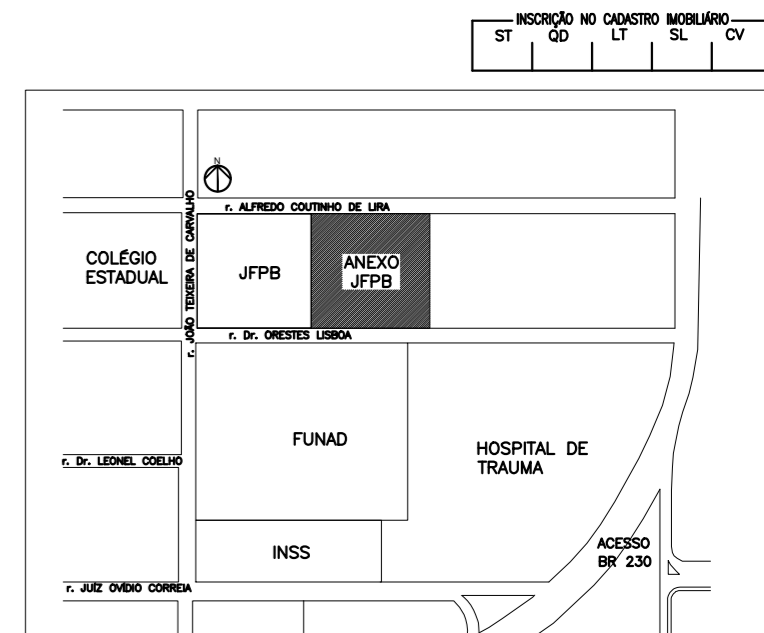 INSCRIÇÃO NO CADASTRO IMOBILIÁRIO
ST QD LT SL CV
N
r. ALFREDO COUTINHO DE LIRA
r. JOÃO TEIXEIRA DE CARVALHO
COLÉGIO
ESTADUAL
JFPB
ANEXO
JFPB
r. Dr. ORESTES LISBOA
FUNAD
HOSPITAL DE
TRAUMA
r. Dr. LEONEL COELHO
INSS
ACESSO
BR 230
r. JUÍZ OVÍDIO CORREIA